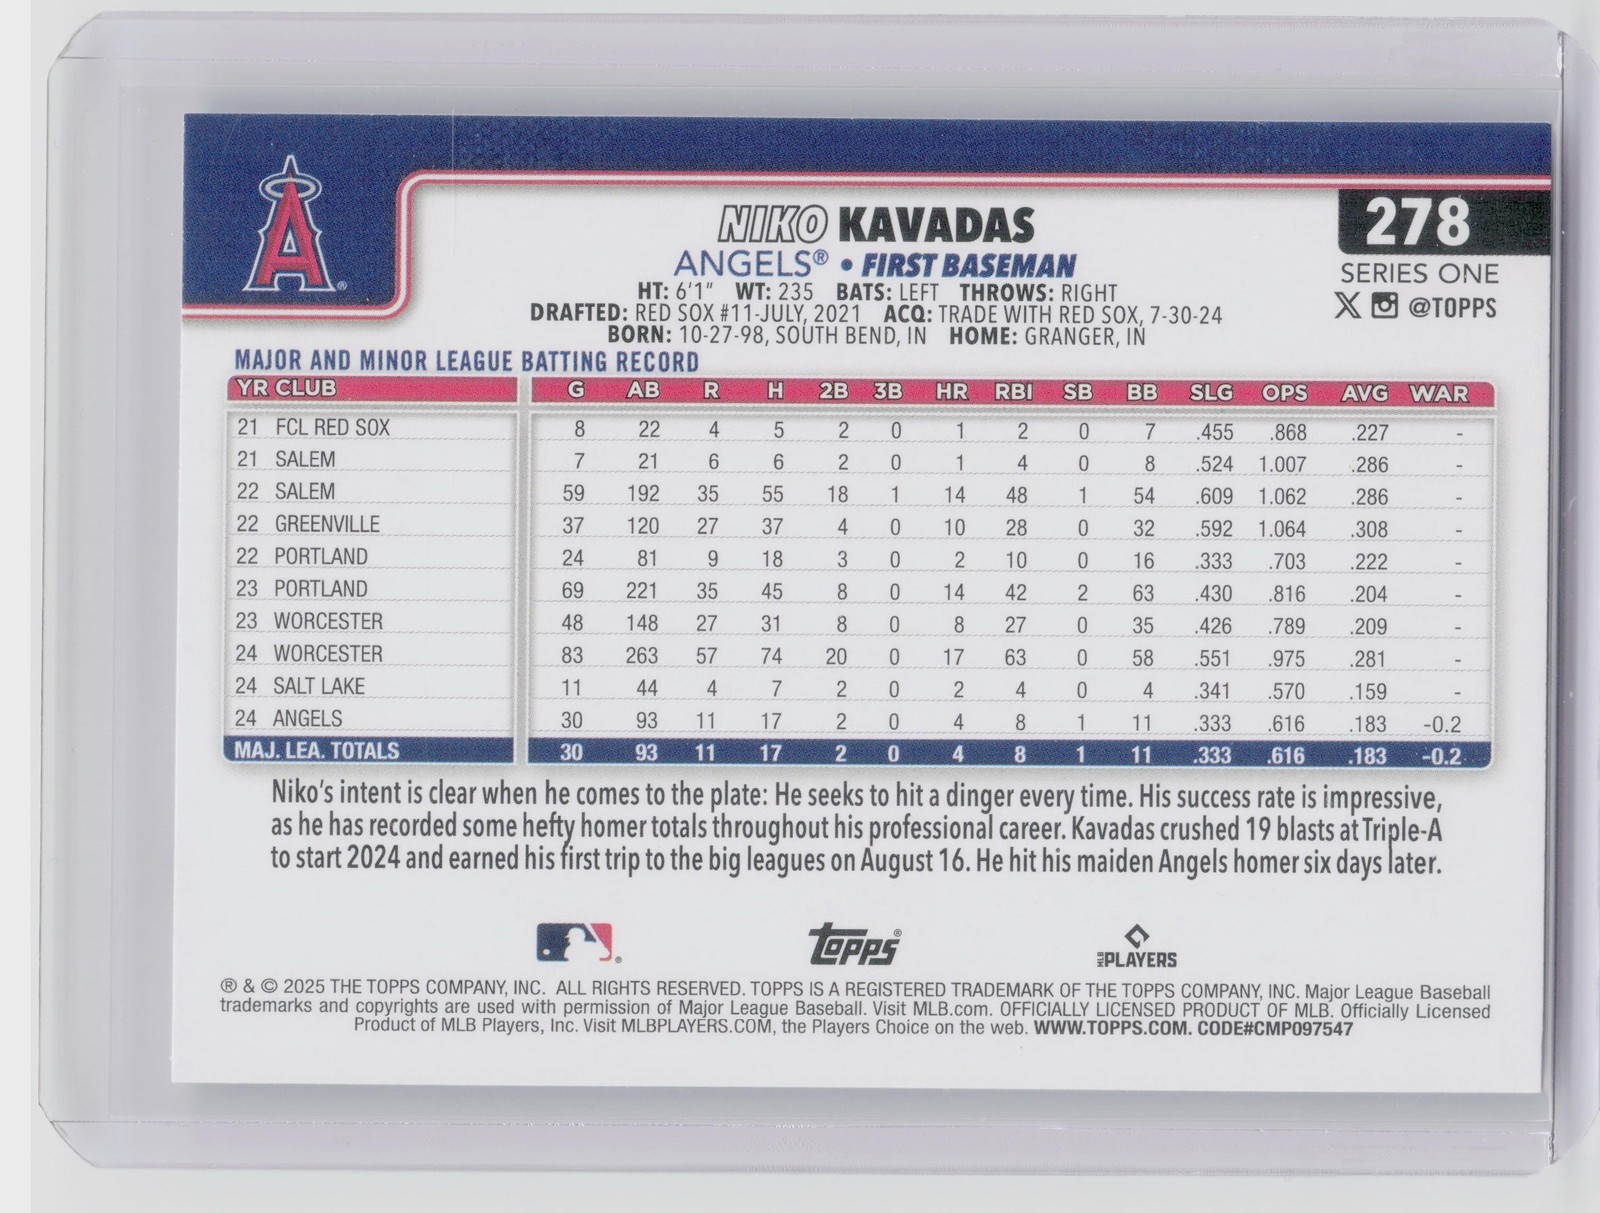 A
NIKO KAVADAS
ANGELS® • FIRST BASEMAN
278
SERIES ONE
@TOPPS
HT: 6'1" WT: 235 BATS: LEFT THROWS: RIGHT
DRAFTED: RED SOX #11-JULY, 2021 ACQ: TRADE WITH RED SOX, 7-30-24
BORN: 10-27-98, SOUTH BEND, IN HOME: GRANGER, IN
MAJOR AND MINOR LEAGUE BATTING RECORD
YR CLUB G AB R H 2B 3B HR RBI SB BB SLG OPS AVG WAR
21 FCL RED SOX 8 22 4 5 2 0 1 2 0 7 .455 .868 .227 -
21 SALEM 7 21 6 6 2 0 1 4 0 8 .524 1.007 .286 -
22 SALEM 59 192 35 55 18 1 14 48 1 54 .609 1.062 .286 -
22 GREENVILLE 37 120 27 37 4 0 10 28 0 32 .592 1.064 .308 -
22 PORTLAND 24 81 9 18 3 0 2 10 0 16 .333 .703 .222 -
23 PORTLAND 69 221 35 45 8 0 14 42 2 63 .430 .816 .204 -
23 WORCESTER 48 148 27 31 8 0 8 27 0 35 .426 .789 .209 -
24 WORCESTER 83 263 57 74 20 0 17 63 0 58 .551 .975 .281 -
24 SALT LAKE 11 44 4 7 2 0 2 4 0 4 .341 .570 .159 -
24 ANGELS 30 93 11 17 2 0 4 8 1 11 .333 .616 .183 -0.2
MAJ. LEA. TOTALS 30 93 11 17 2 0 4 8 1 11 .333 .616 .183 -0.2
Niko's intent is clear when he comes to the plate: He seeks to hit a dinger every time. His success rate is impressive,
as he has recorded some hefty homer totals throughout his professional career. Kavadas crushed 19 blasts at Triple-A
to start 2024 and earned his first trip to the big leagues on August 16. He hit his maiden Angels homer six days later.
Topps®
MLB PLAYERS
® & © 2025 THE TOPPS COMPANY, INC. ALL RIGHTS RESERVED. TOPPS IS A REGISTERED TRADEMARK OF THE TOPPS COMPANY, INC. Major League Baseball
trademarks and copyrights are used with permission of Major League Baseball. Visit MLB.com. OFFICIALLY LICENSED PRODUCT OF MLB. Officially Licensed
Product of MLB Players, Inc. Visit MLBPLAYERS.COM, the Players Choice on the web. WWW.TOPPS.COM. CODE#CMP097547